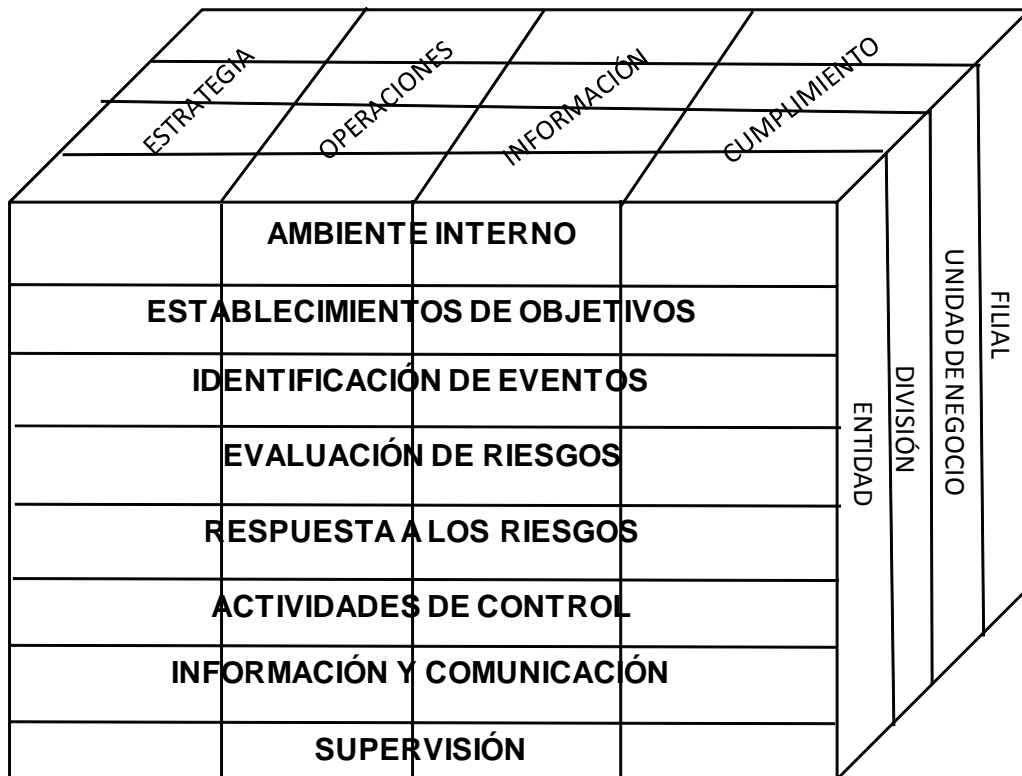 ESTRATEGIA
OPERACIONES
INFORMACIÓN
CUMPLIMIENTO
AMBIENTE INTERNO
ESTABLECIMIENTOS DE OBJETIVOS
IDENTIFICACIÓN DE EVENTOS
EVALUACIÓN DE RIESGOS
RESPUESTA A LOS RIESGOS
ACTIVIDADES DE CONTROL
INFORMACIÓN Y COMUNICACIÓN
SUPERVISIÓN
ENTIDAD
DIVISIÓN
UNIDAD DE NEGOCIO
FILIAL